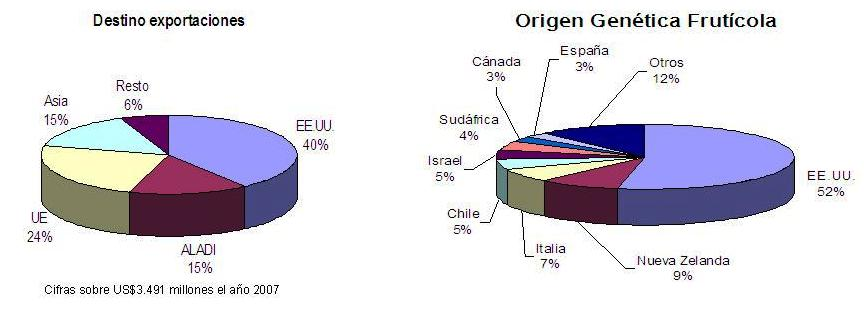 Destino exportaciones
Resto
6%
Asia
15%
EE.UU.
40%
UE
24%
ALADI
15%
Cifras sobre US$3.491 millones el año 2007
Origen Genética Frutícola
España
3%
Cánada
3%
Otros
12%
Sudáfrica
4%
Israel
5%
EE.UU.
52%
Chile
5%
Italia
7%
Nueva Zelanda
9%